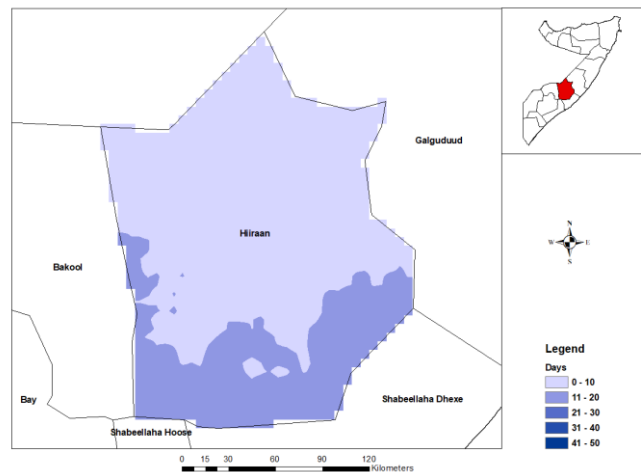 Galguduud
Hiiraan
Bakool
N
W E
S
Legend
Days
0 - 10
11 - 20
21 - 30
31 - 40
41 - 50
Bay
Shabeellaha Dhexe
Shabeellaha Hoose
0 15 30 60 90 120
Kilometers